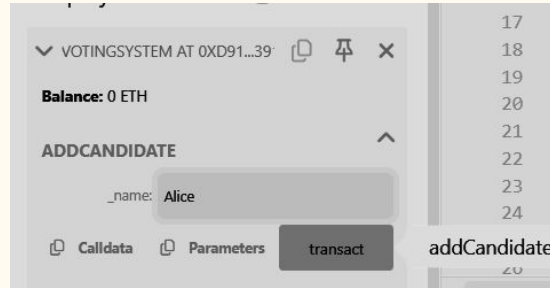 VOTINGSYSTEM AT 0XD91...39
Balance: 0 ETH
ADDCANDIDATE
_name: Alice
Calldata Parameters transact
addCandidate
17
18
19
20
21
22
23
24